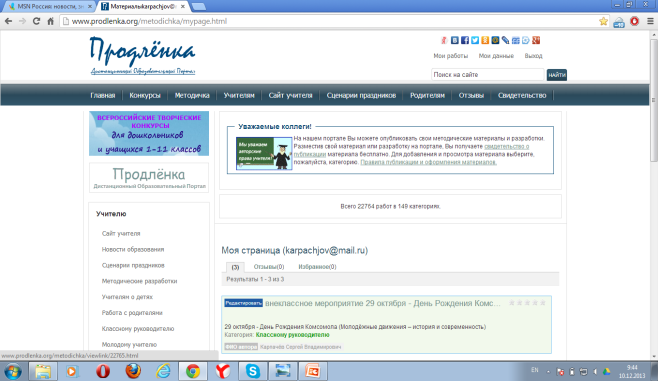 MSN Россия: новости, э
Материалыkarpachjov@m
www.prodlenka.org/metodichka/mypage.html
Продлёнка
Дистанционный Образовательный Портал
Мои работы Мои данные Выход
Поиск на сайте НАЙТИ
Главная Конкурсы Методичка Учителям Сайт учителя Сценарии праздников Родителям Отзывы Свидетельство
ВСЕРОССИЙСКИЕ ТВОРЧЕСКИЕ
КОНКУРСЫ
для дошкольников
и учащихся 1-11 классов
Продлёнка
Дистанционный Образовательный Портал
Учителю
Сайт учителя
Новости образования
Сценарии праздников
Методические разработки
Учителям о детях
Работа с родителями
Классному руководителю
Молодому учителю
Уважаемые коллеги!
Мы уважаем
авторские
права учителя
На нашем портале Вы можете опубликовать свои методические материалы и разработки.
Разместив свой материал или разработку на портале, Вы получаете свидетельство о
публикации материала бесплатно. Для добавления и просмотра материала выберите,
пожалуйста, категорию. Правила публикации и оформления материалов.
Всего 22764 работ в 149 категориях.
Моя страница (karpachjov@mail.ru)
(3) Отзывы(0) Избранное(0)
Результаты 1 - 3 из 3
Редактировать внеклассное мероприятие 29 октября - День Рождения Комс...
29 октября - День Рождения Комсомола (Молодёжные движения – история и современность)
Категория: Классному руководителю
ФИО автора: Карпачёв Сергей Владимирович
www.prodlenka.org/metodichka/viewlink/22765.html
EN
9:44
10.12.2013